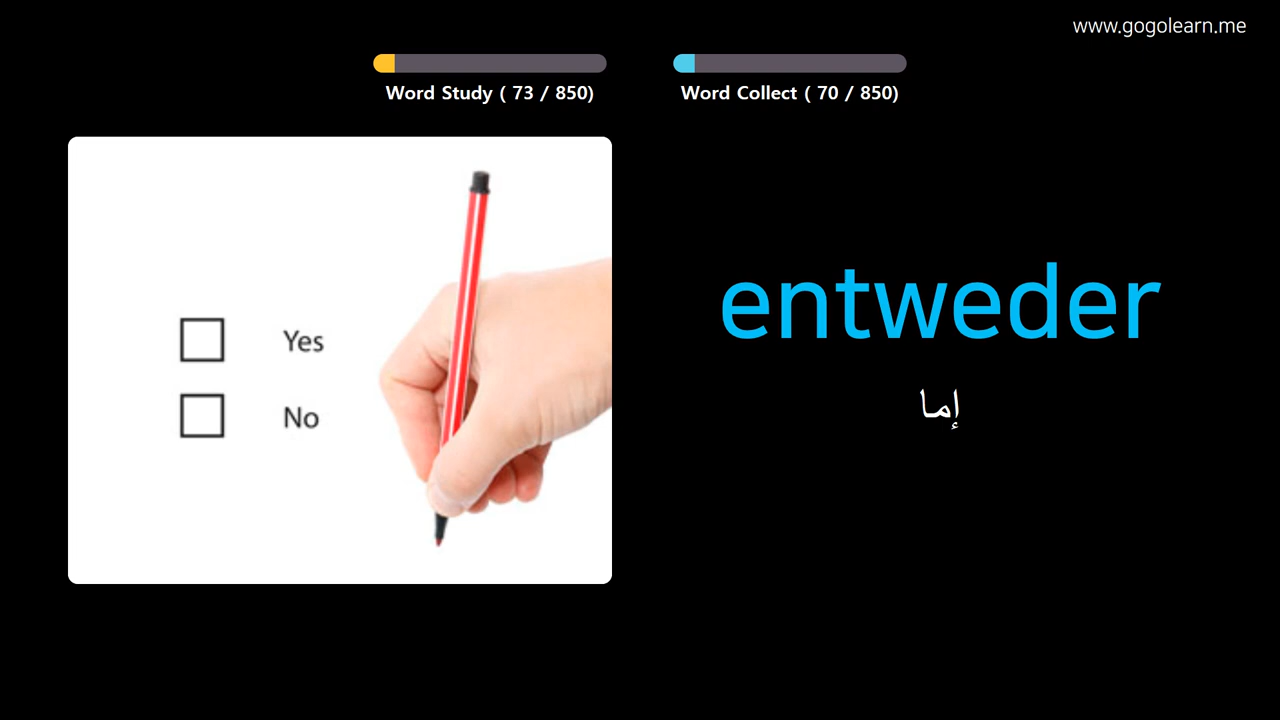 www.gogolearn.me
Word Study ( 73 / 850)
Word Collect ( 70 / 850)
Yes
No
entweder
إما